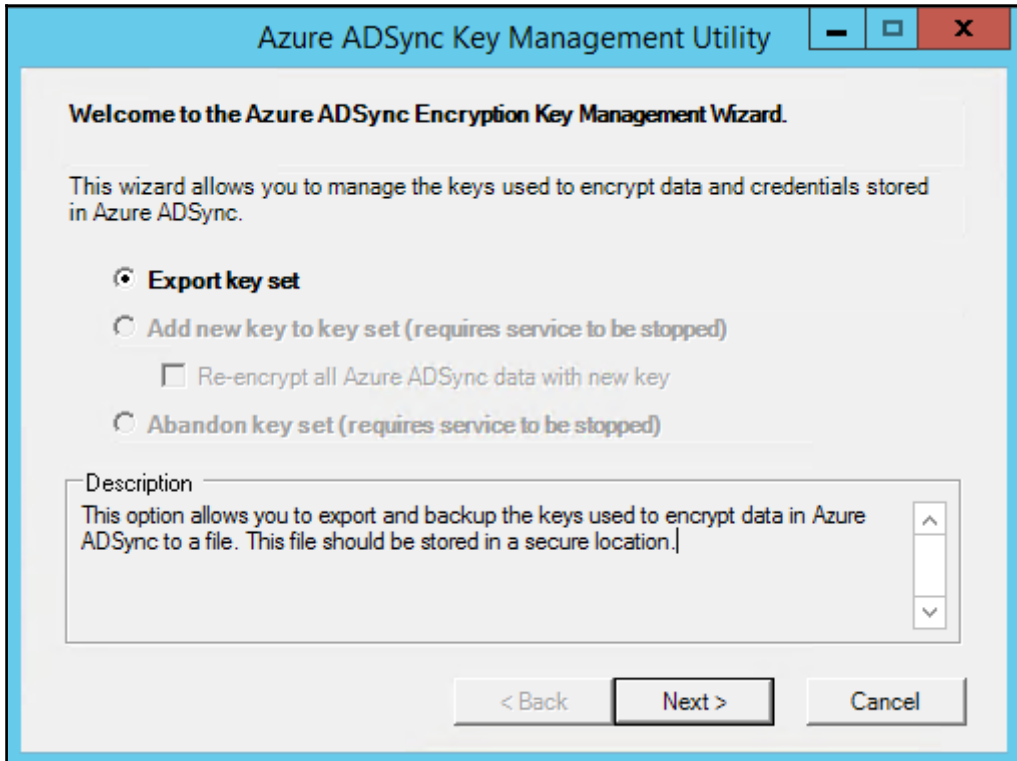 Azure ADSync Key Management Utility
Welcome to the Azure ADSync Encryption Key Management Wizard.
This wizard allows you to manage the keys used to encrypt data and credentials stored
in Azure ADSync.
Export key set
Add new key to key set (requires service to be stopped)
Re-encrypt all Azure ADSync data with new key
Abandon key set (requires service to be stopped)
Description
This option allows you to export and backup the keys used to encrypt data in Azure
ADSync to a file. This file should be stored in a secure location.
< Back Next > Cancel